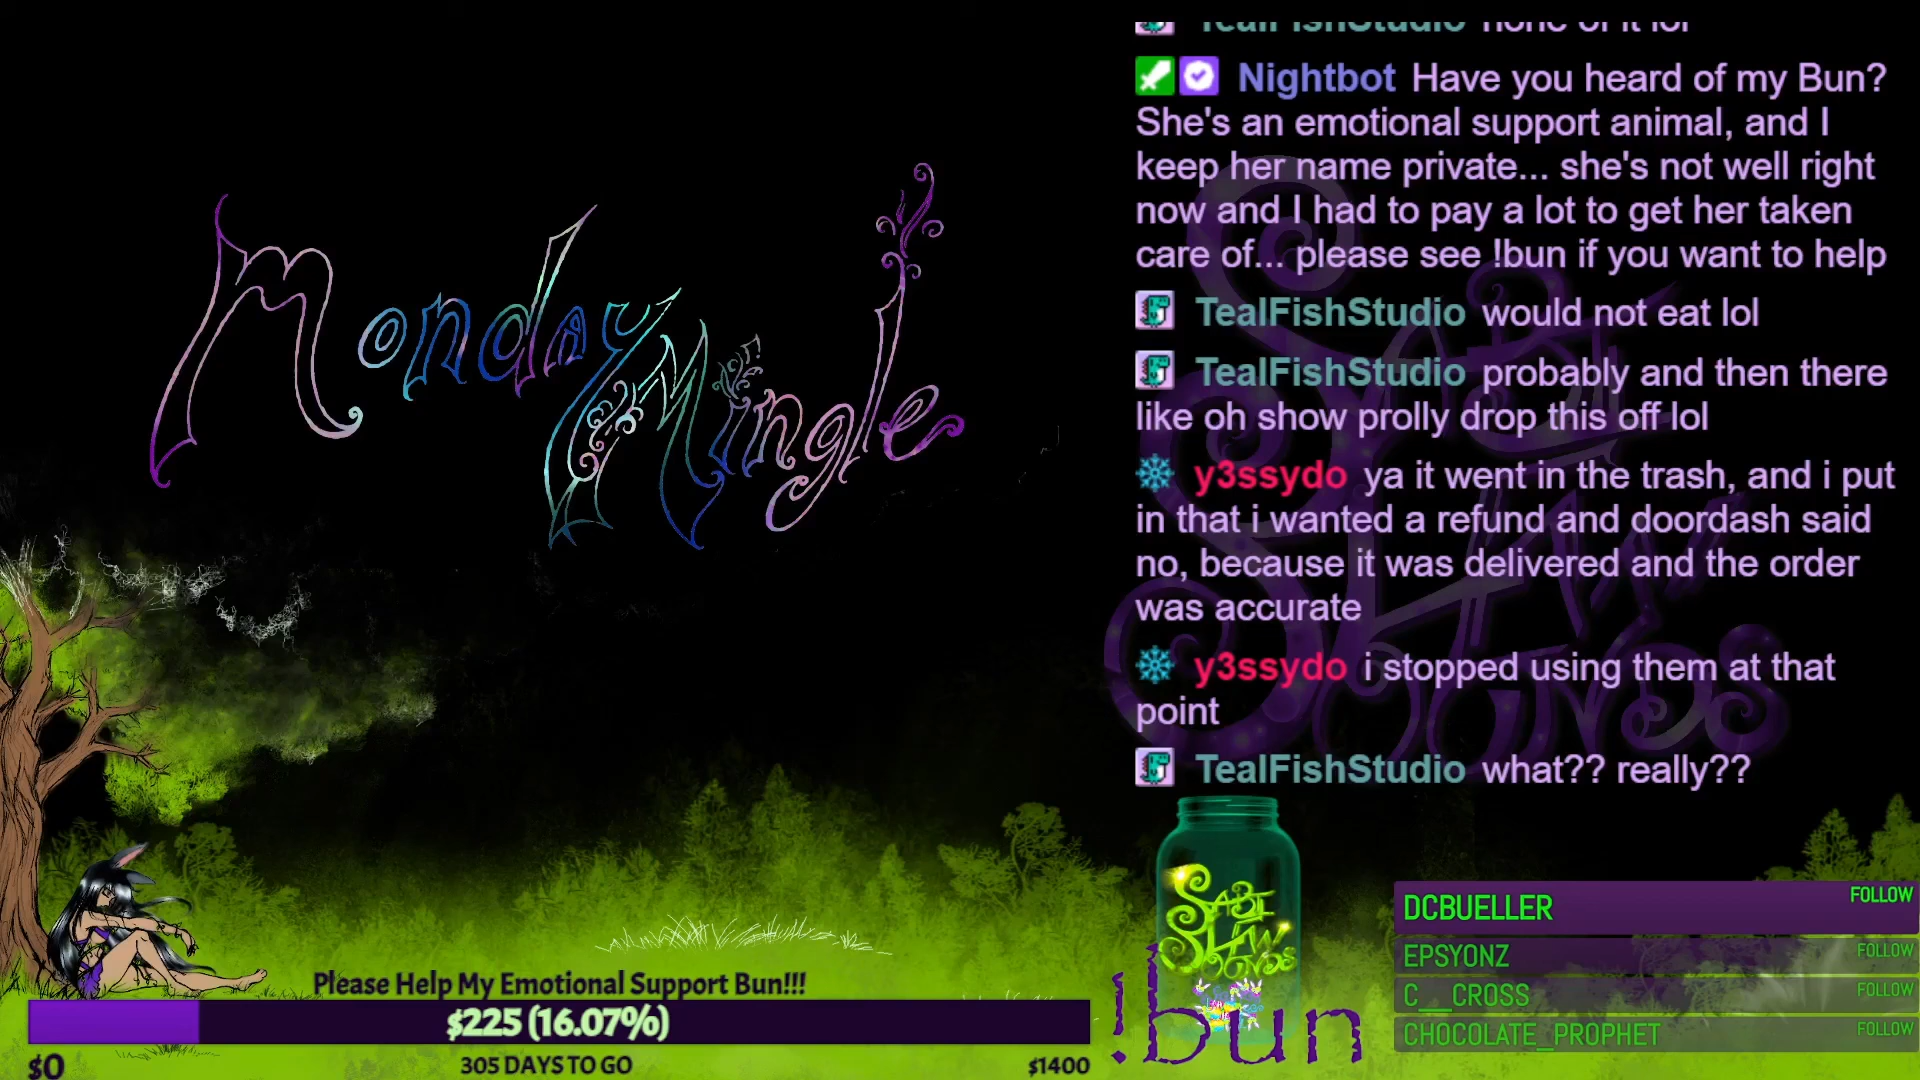 TealFishStudio none of it lol
Nightbot Have you heard of my Bun?
She's an emotional support animal, and I
keep her name private... she's not well right
now and I had to pay a lot to get her taken
care of... please see !bun if you want to help
TealFishStudio would not eat lol
TealFishStudio probably and then there
like oh show prolly drop this off lol
y3ssydo ya it went in the trash, and i put
in that i wanted a refund and doordash said
no, because it was delivered and the order
was accurate
y3ssydo i stopped using them at that
point
TealFishStudio what?? really??
Monday
Mingle
Please Help My Emotional Support Bun!!!
$225 (16.07%)
$0
305 DAYS TO GO
$1400
!bun
DCBUELLER FOLLOW
EPSYONZ FOLLOW
C__CROSS FOLLOW
CHOCOLATE_PROPHET FOLLOW